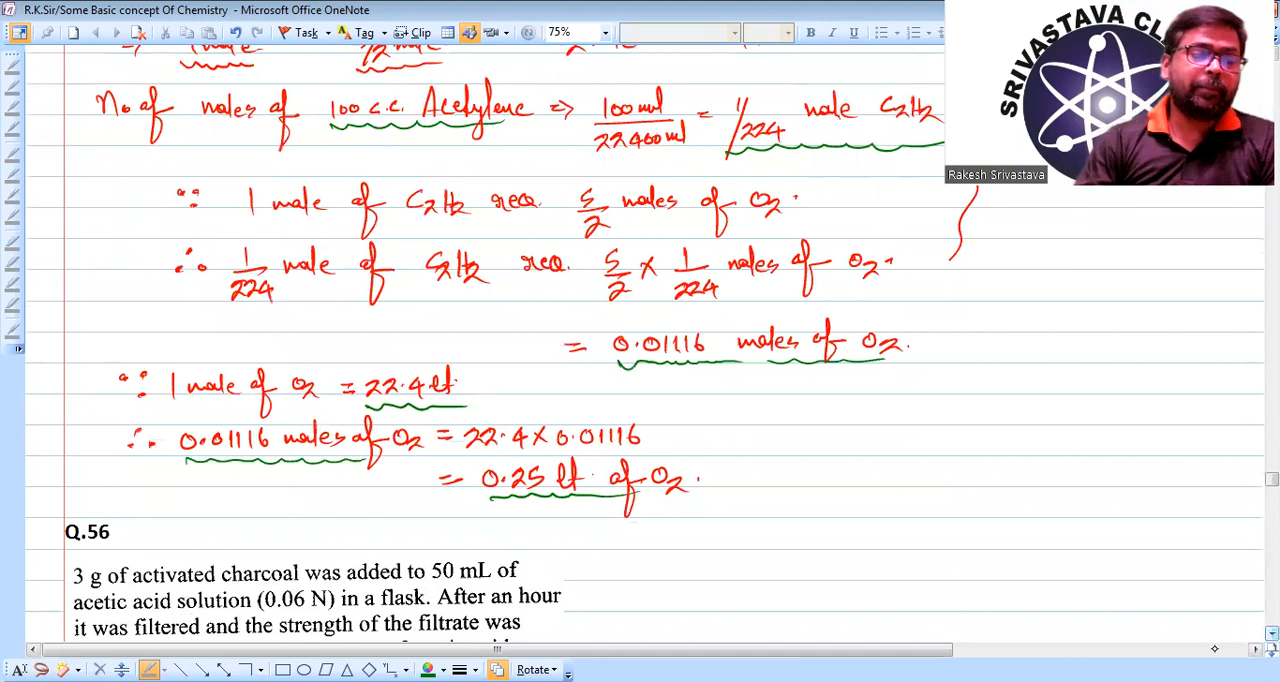 R.K.Sir/Some Basic concept Of Chemistry - Microsoft Office OneNote
Task Tag Clip 75% B I U
SRIVASTAVA CL
Rakesh Srivastava
No of moles of 100 c.c. Acetylene ⇒ 100 ml / 22400 ml = 1/224 mole C2H2
∵ 1 mole of C2H2 req. 5/2 moles of O2.
∴ 1/224 mole of C2H2 req. 5/2 × 1/224 moles of O2.
= 0.01116 moles of O2.
∵ 1 mole of O2 = 22.4 lt
∴ 0.01116 moles of O2 = 22.4 × 0.01116
= 0.25 lt. of O2.
Q.56
3 g of activated charcoal was added to 50 mL of
acetic acid solution (0.06 N) in a flask. After an hour
it was filtered and the strength of the filtrate was
Rotate